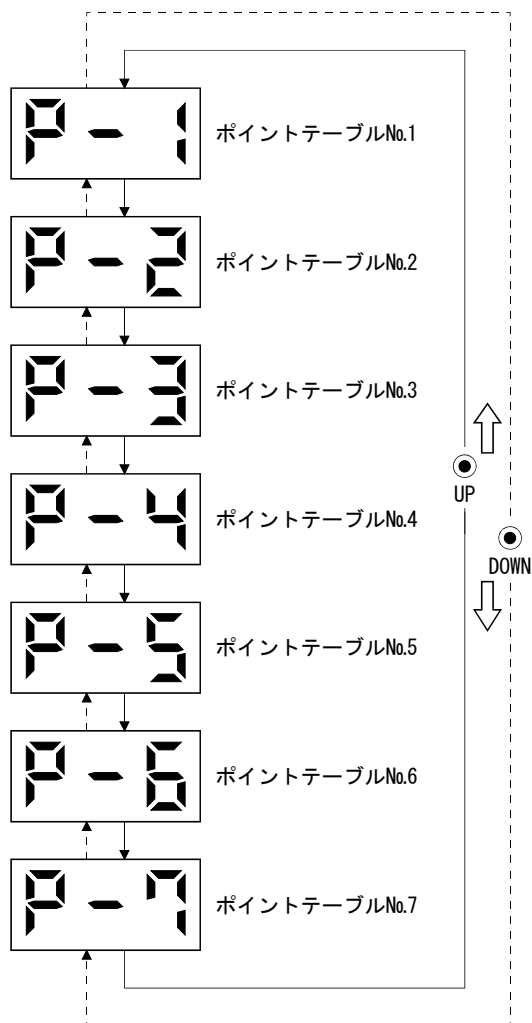 P - 1 ポイントテーブル№1
P - 2 ポイントテーブル№2
P - 3 ポイントテーブル№3
P - 4 ポイントテーブル№4
UP
DOWN
P - 5 ポイントテーブル№5
P - 6 ポイントテーブル№6
P - 7 ポイントテーブル№7